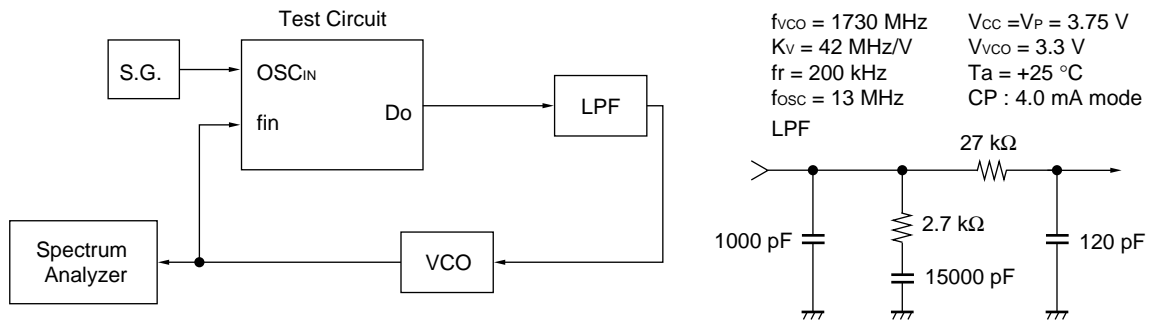 Test Circuit
S.G.
OSCIN
fin
Do
LPF
Spectrum
Analyzer
VCO
fVCO = 1730 MHz
KV = 42 MHz/V
fr = 200 kHz
fOSC = 13 MHz
VCC =VP = 3.75 V
VVCO = 3.3 V
Ta = +25 °C
CP : 4.0 mA mode
LPF
27 kΩ
2.7 kΩ
1000 pF
120 pF
15000 pF